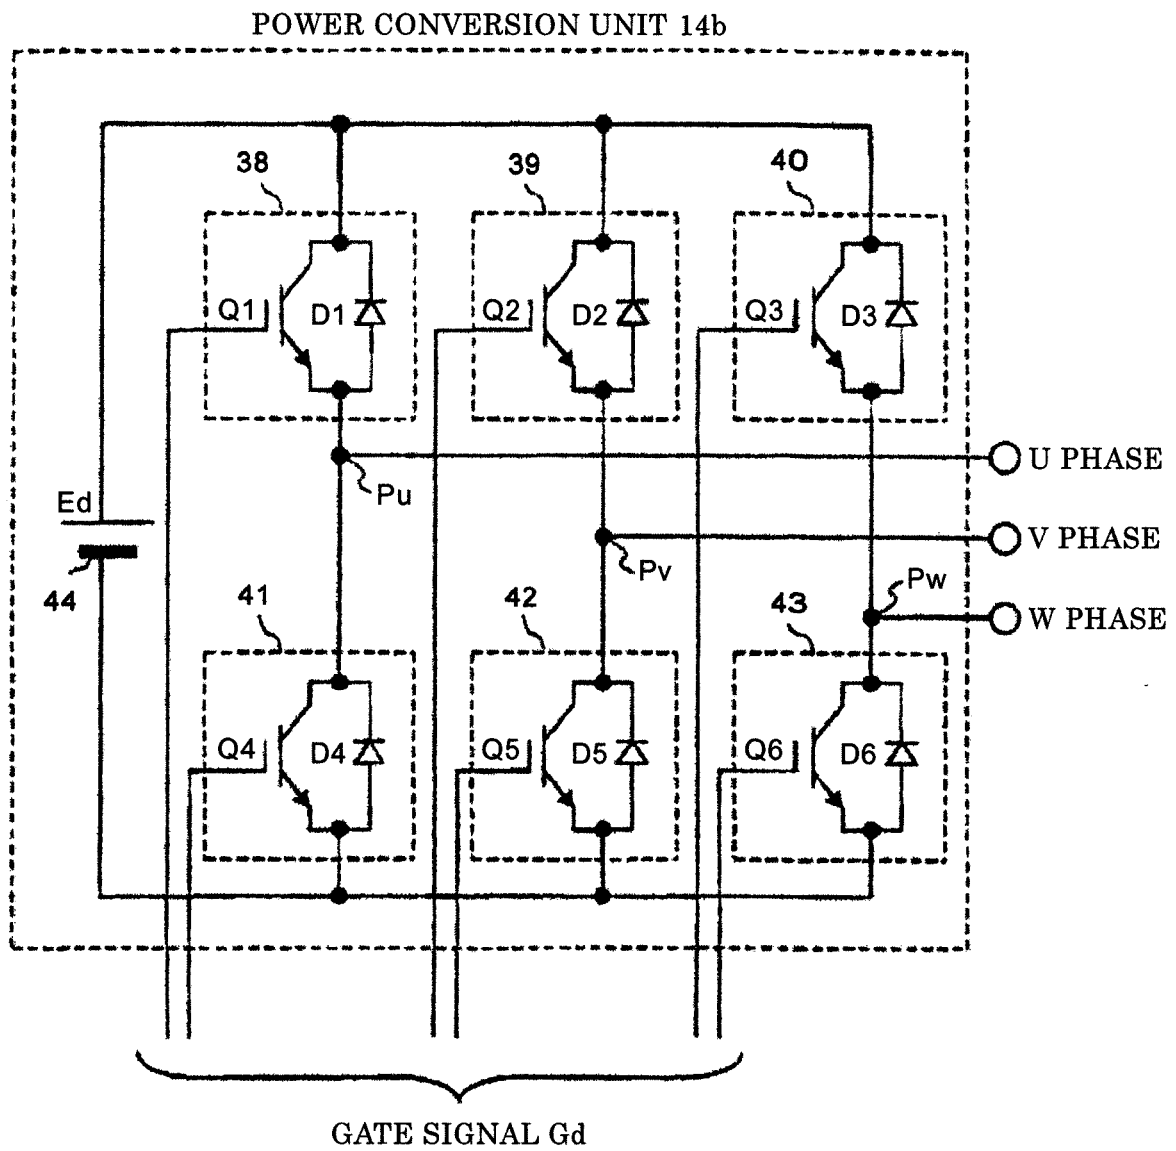 POWER CONVERSION UNIT 14b
38
39
40
Q1
D1
Q2
D2
Q3
D3
U PHASE
Pu
Ed
V PHASE
Pv
Pw
44
41
42
43
W PHASE
Q4
D4
Q5
D5
Q6
D6
GATE SIGNAL Gd